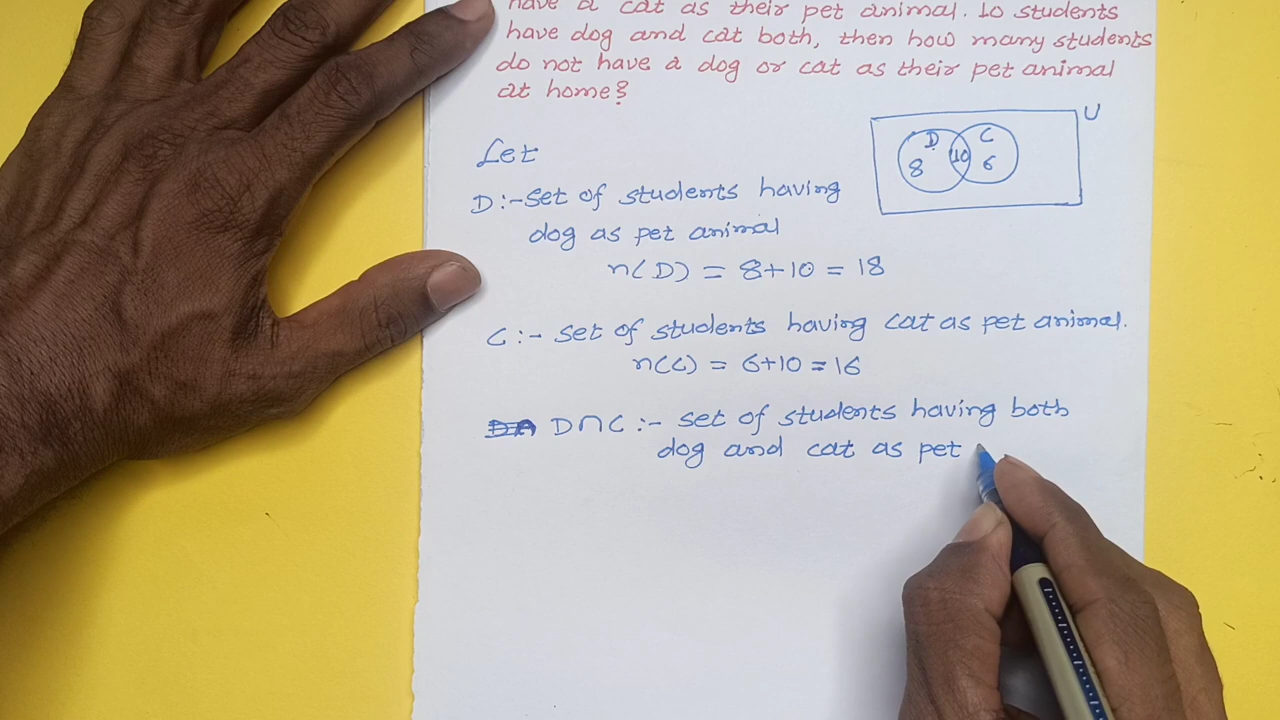 have a cat as their pet animal. 10 students
have dog and cat both, then how many students
do not have a dog or cat as their pet animal
at home?
U
D C
8 10 6
Let
D:- set of students having
dog as pet animal
n(D) = 8+10 = 18
C:- set of students having cat as pet animal.
n(C) = 6+10 = 16
D∩C:- set of students having both
dog and cat as pet